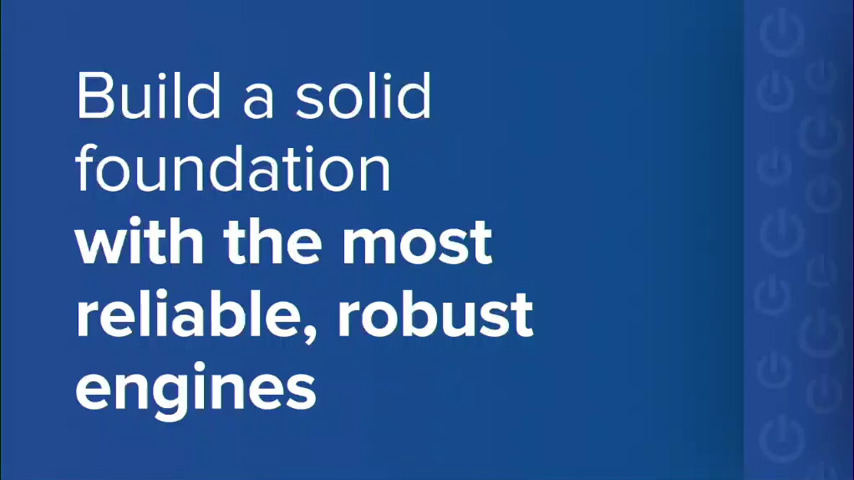 Build a solid
foundation
with the most
reliable, robust
engines